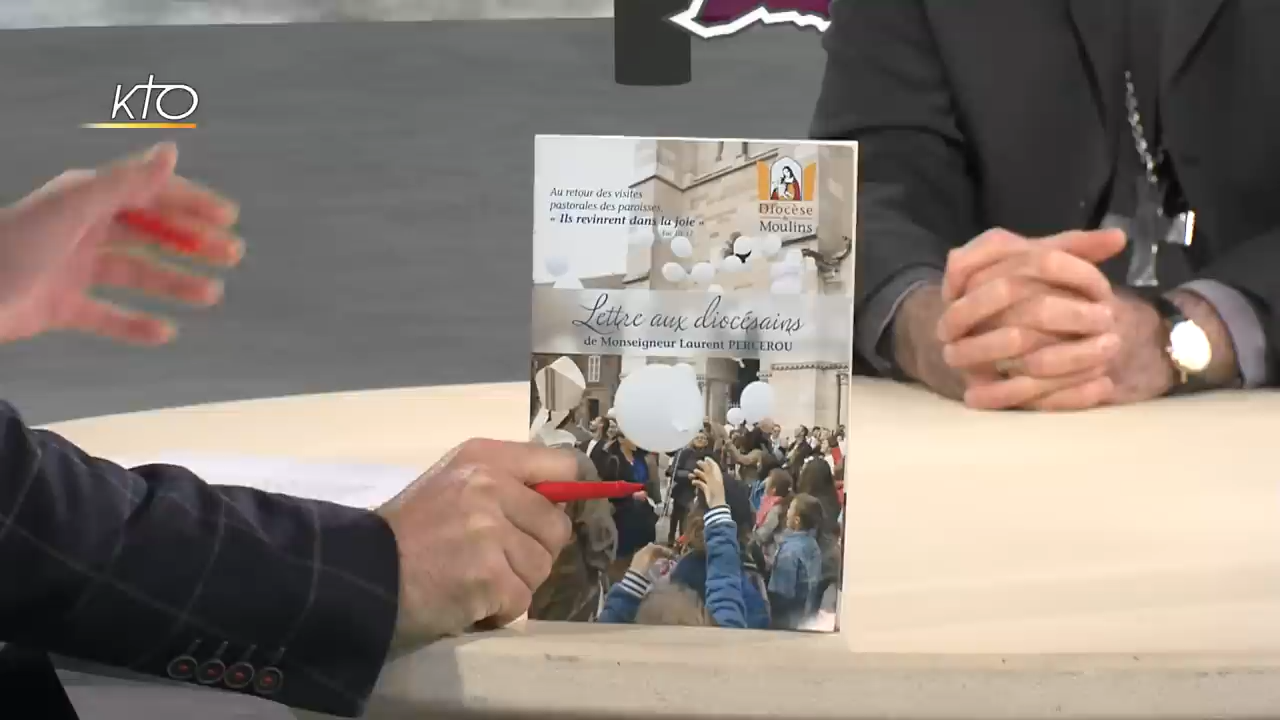 KTO
Au retour des visites
pastorales des paroisses,
« Ils revinrent dans la joie »
Diocèse
de
Moulins
Lettre aux diocésains
de Monseigneur Laurent PERCEROU